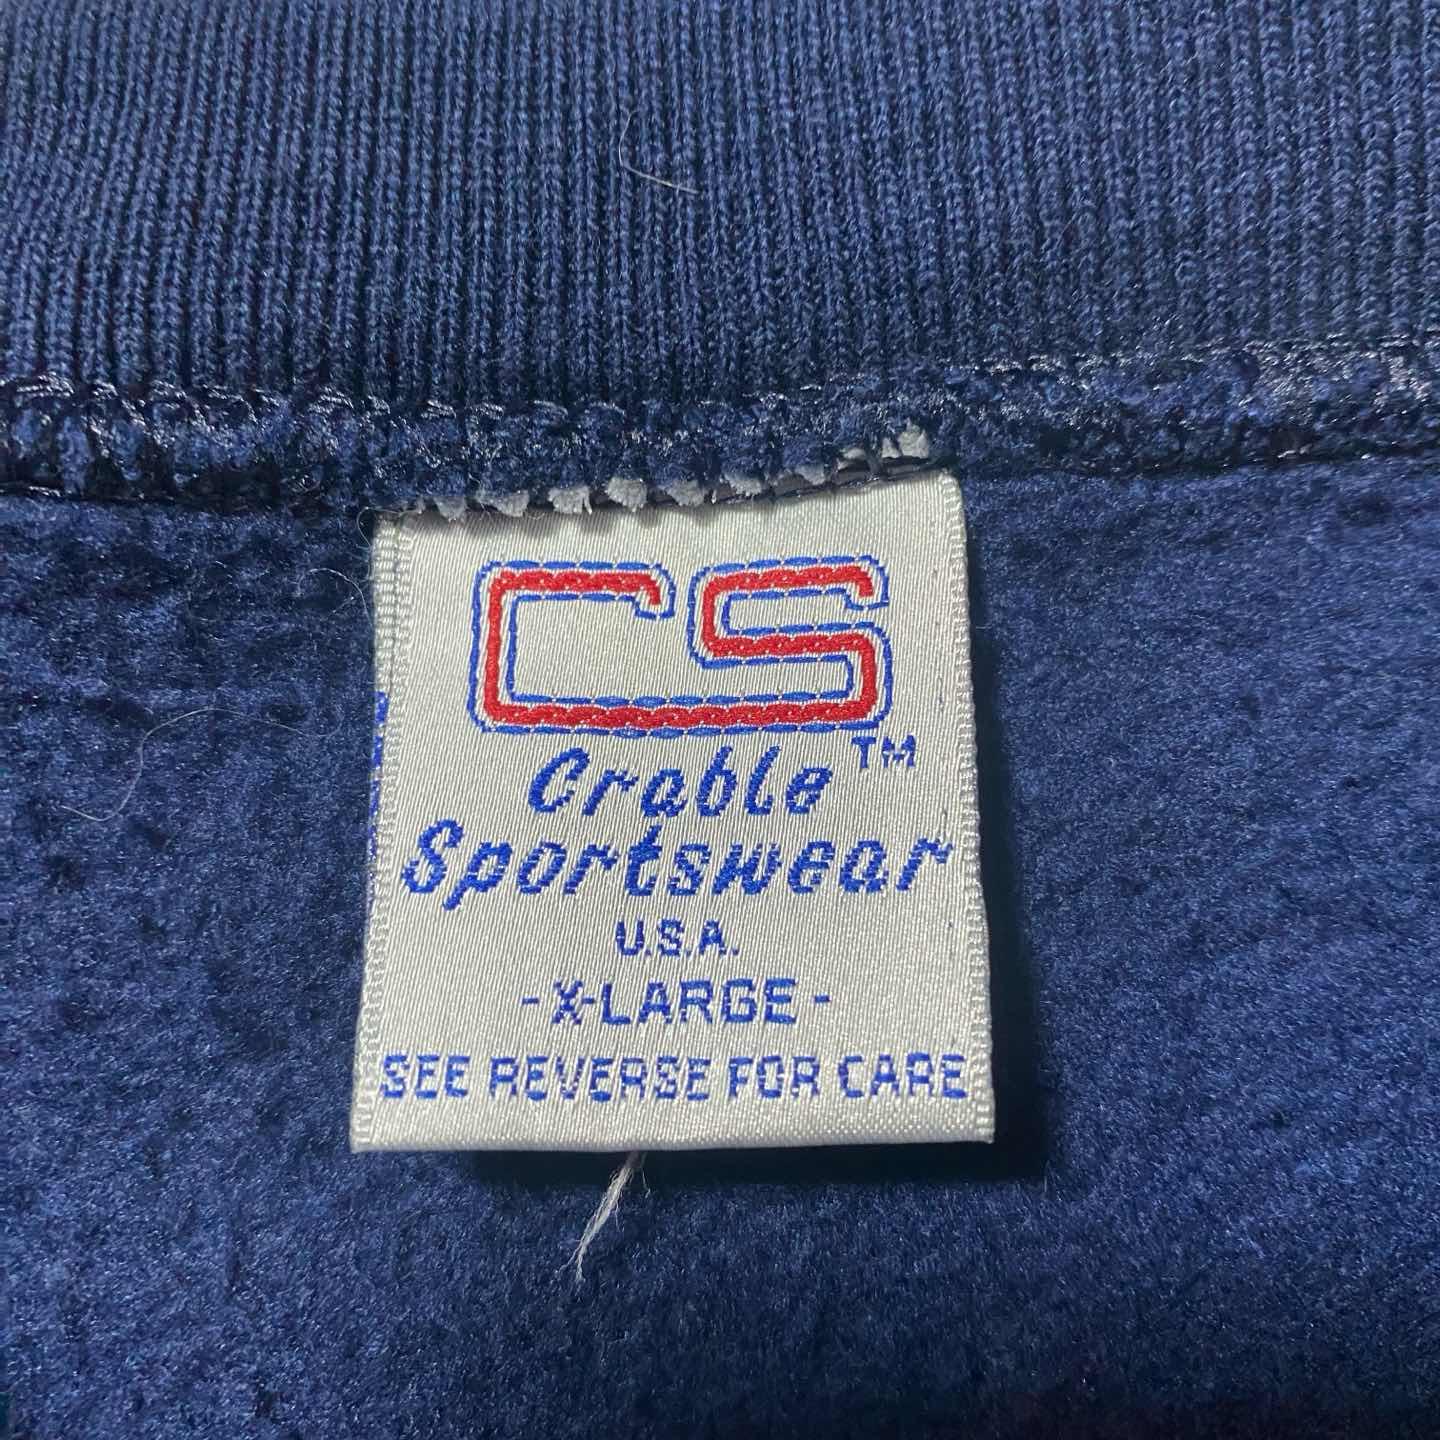 CS
Crable TM
Sportswear
U.S.A.
- X-LARGE -
SEE REVERSE FOR CARE